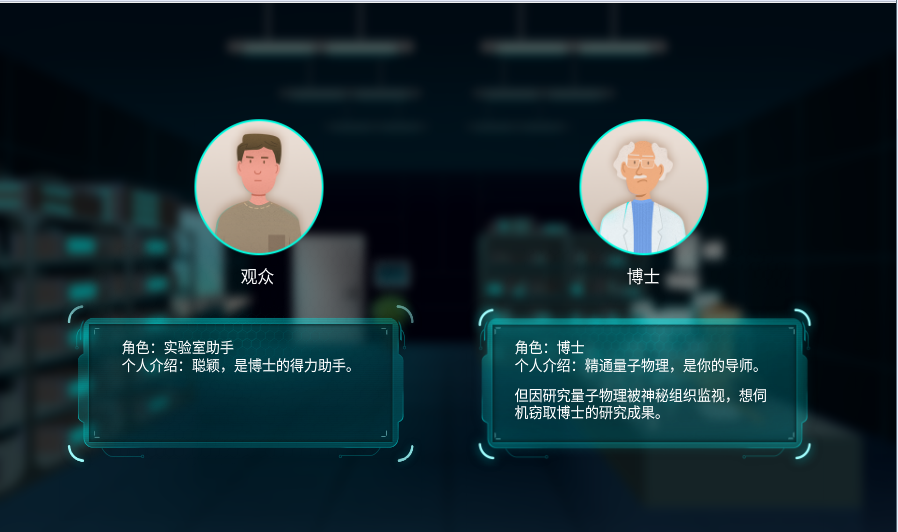 观众
角色：实验室助手
个人介绍：聪颖，是博士的得力助手。
博士
角色：博士
个人介绍：精通量子物理，是你的导师。
但因研究量子物理被神秘组织监视，想伺
机窃取博士的研究成果。